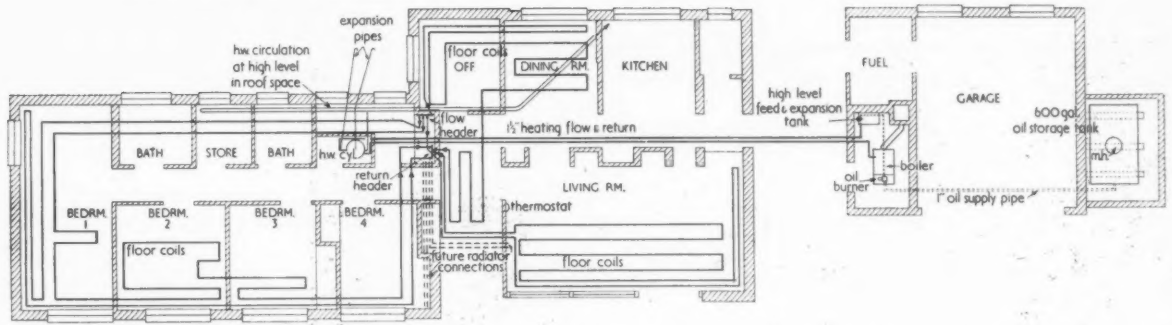 expansion
pipes
h.w. circulation
at high level
in roof space
floor coils
OFF
DINING RM.
KITCHEN
FUEL
GARAGE
high level
feed & expansion
tank
600 gal.
oil storage tank
m.h.
flow
header
1½" heating flow & return
BATH
STORE
BATH
h.w. cyl.
return
header
boiler
oil
burner
1" oil supply pipe
LIVING RM.
thermostat
BEDRM.
1
BEDRM.
2
BEDRM.
3
BEDRM.
4
floor coils
future radiator
connections
floor coils